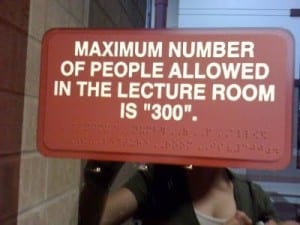 MAXIMUM NUMBER
OF PEOPLE ALLOWED
IN THE LECTURE ROOM
IS "300".